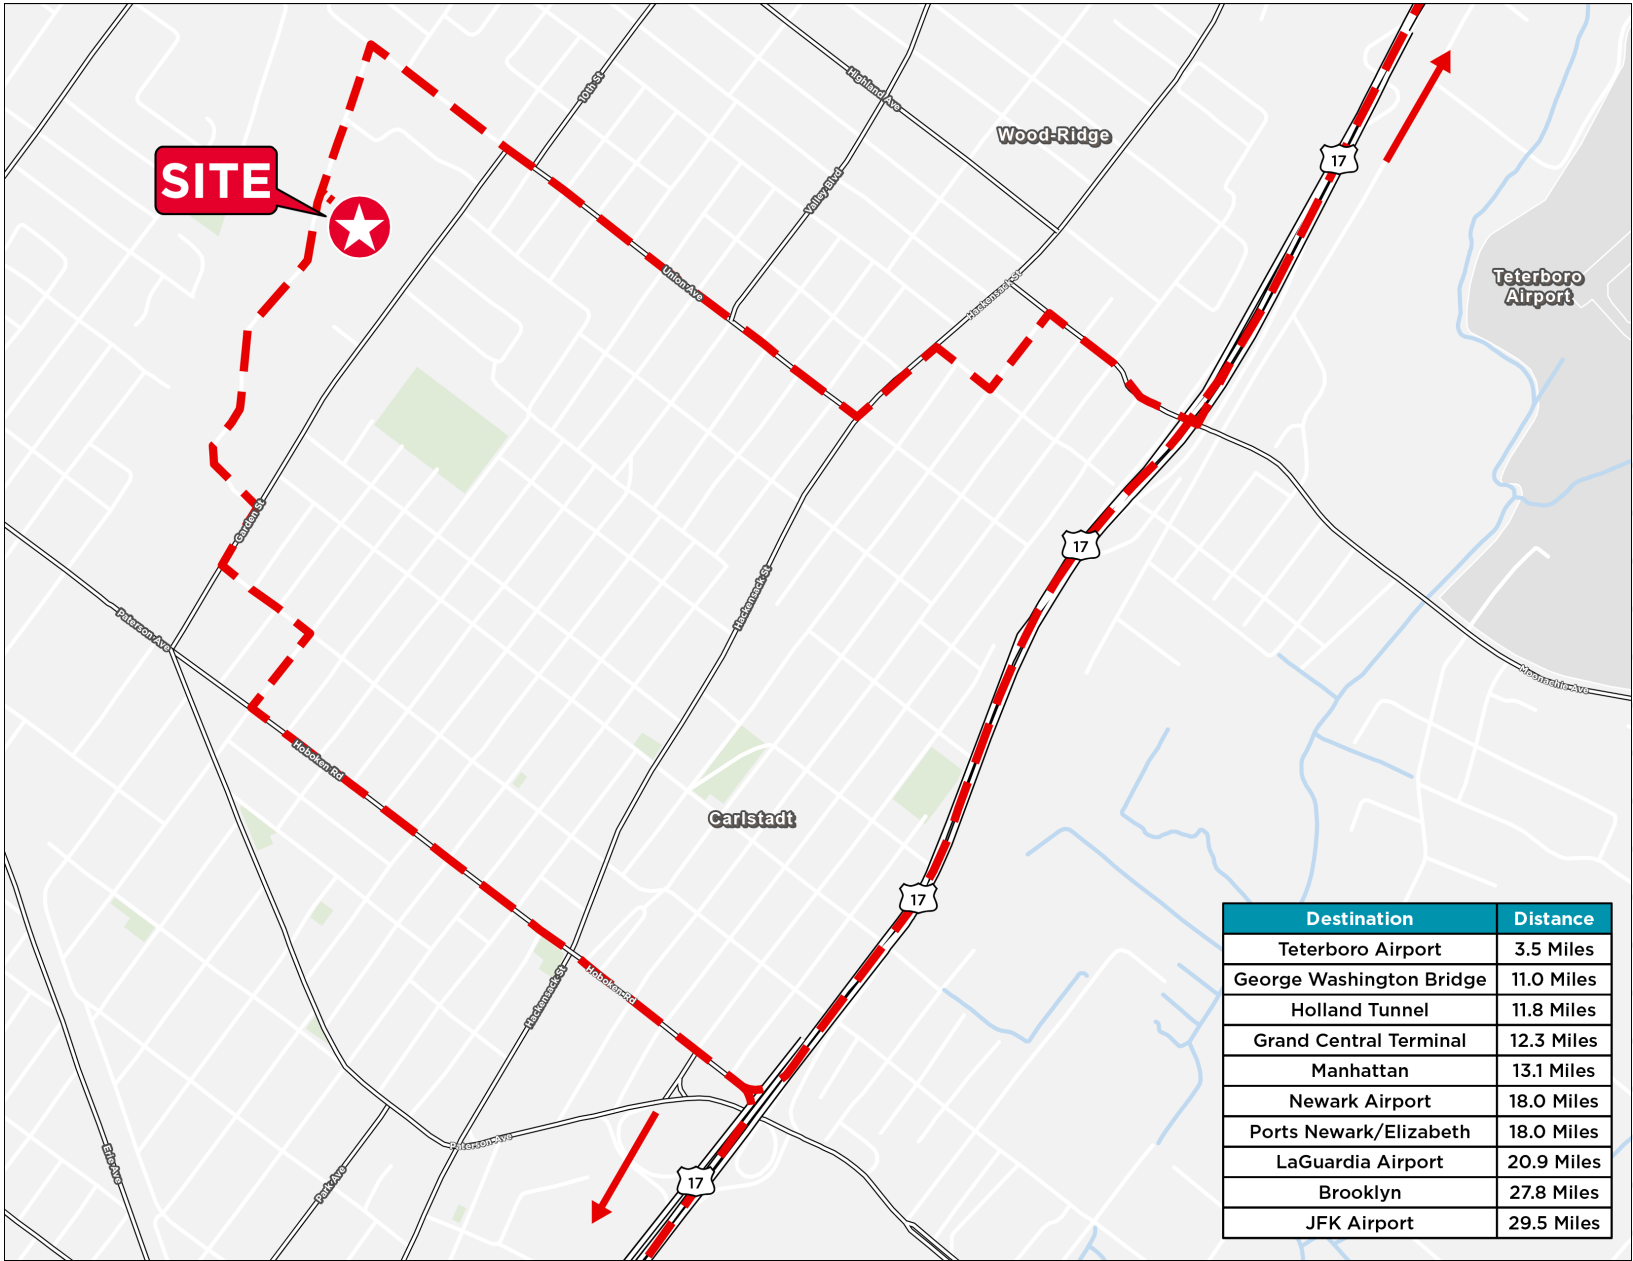 10th St
Highland Ave
Wood-Ridge
17
SITE
Valley Blvd
Union Ave
Hackensack St
Teterboro
Airport
Garden St
17
Hackensack St
Paterson Ave
Moonachie Ave
Hoboken Rd
Carlstadt
17
Hoboken Rd
Hackensack St
Paterson Ave
Erie Ave
Park Ave
17
Destination Distance
Teterboro Airport 3.5 Miles
George Washington Bridge 11.0 Miles
Holland Tunnel 11.8 Miles
Grand Central Terminal 12.3 Miles
Manhattan 13.1 Miles
Newark Airport 18.0 Miles
Ports Newark/Elizabeth 18.0 Miles
LaGuardia Airport 20.9 Miles
Brooklyn 27.8 Miles
JFK Airport 29.5 Miles